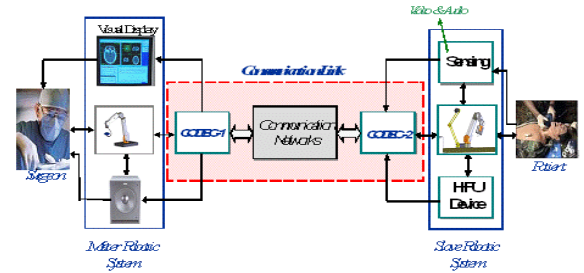 Video & Audio
Visual Display
Communication Link
Sensing
CODEC-1
Communication
Networks
CODEC-2
Surgeon
Patient
HIFU
Device
Master Robotic
System
Slave Robotic
System